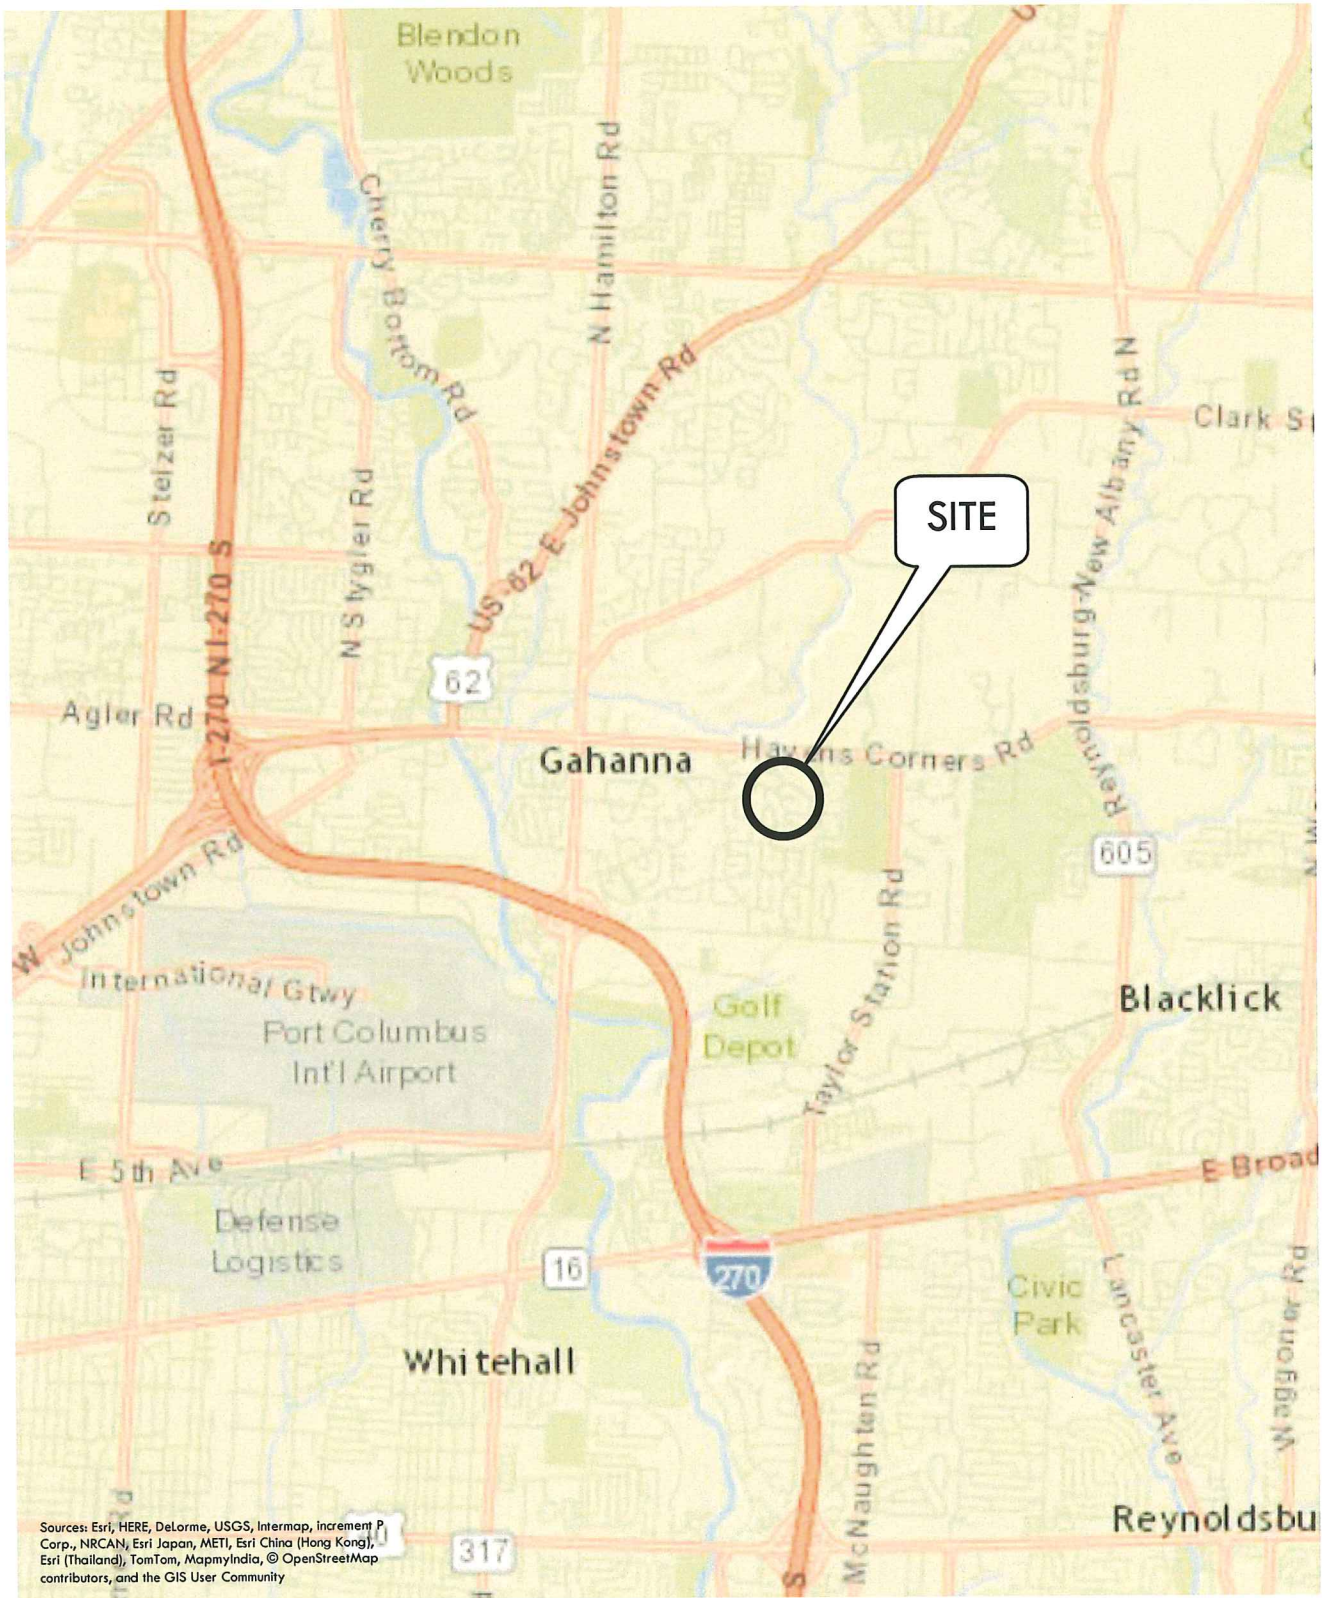 Blendon
Woods
N Hamilton Rd
Cherry Bottom Rd
Stelzer Rd
N Stygler Rd
E Johnstown Rd
US-62
62
Reynoldsburg-New Albany Rd N
SITE
I-270 N I-270 S
Agler Rd
Gahanna
Havens Corners Rd
605
W Johnstown Rd
International Gtwy
Port Columbus
Int'l Airport
Golf
Depot
Taylor Station Rd
Blacklick
E 5th Ave
E Broad
Defense
Logistics
16
270
Civic
Park
Lancaster Ave
Waggoner Rd
Whitehall
McNaughten Rd
Reynoldsbu
Rd
317
S
Sources: Esri, HERE, DeLorme, USGS, Intermap, increment P
Corp., NRCAN, Esri Japan, METI, Esri China (Hong Kong),
Esri (Thailand), TomTom, MapmyIndia, © OpenStreetMap
contributors, and the GIS User Community